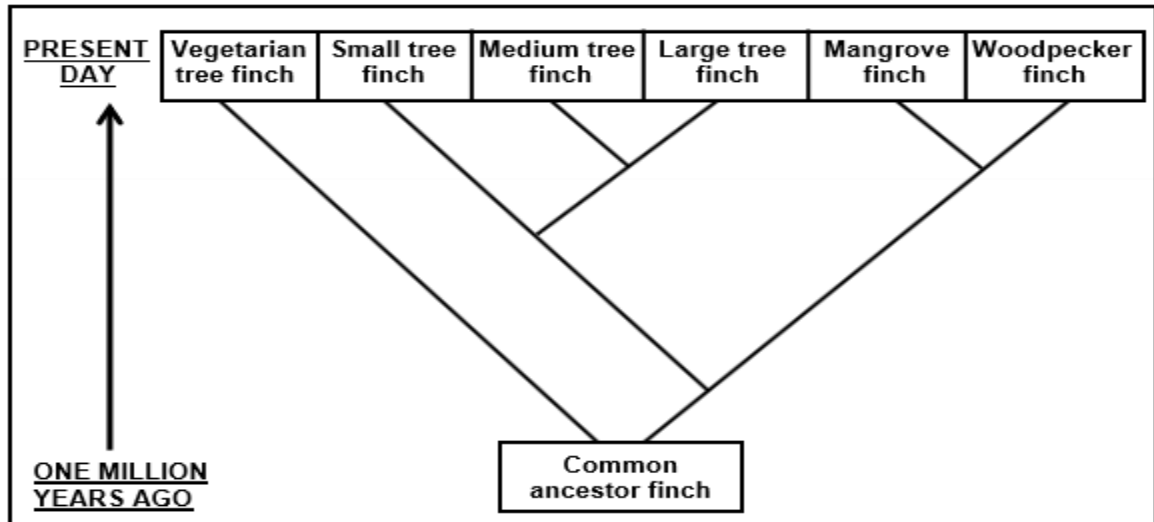 PRESENT
DAY
Vegetarian
tree finch
Small tree
finch
Medium tree
finch
Large tree
finch
Mangrove
finch
Woodpecker
finch
ONE MILLION
YEARS AGO
Common
ancestor finch